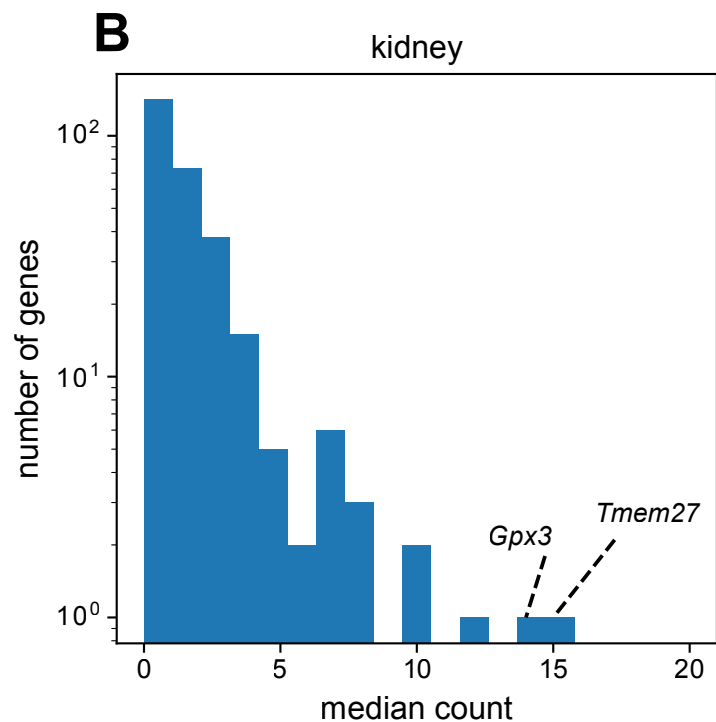 B
kidney
number of genes
10²
10¹
10⁰
Gpx3
Tmem27
0 5 10 15 20
median count